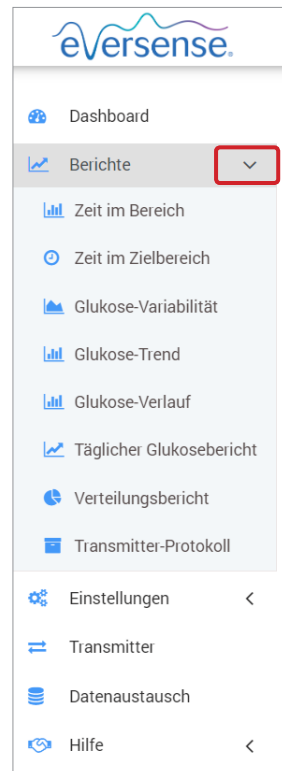 eversense.
Dashboard
Berichte
Zeit im Bereich
Zeit im Zielbereich
Glukose-Variabilität
Glukose-Trend
Glukose-Verlauf
Täglicher Glukosebericht
Verteilungsbericht
Transmitter-Protokoll
Einstellungen
Transmitter
Datenaustausch
Hilfe